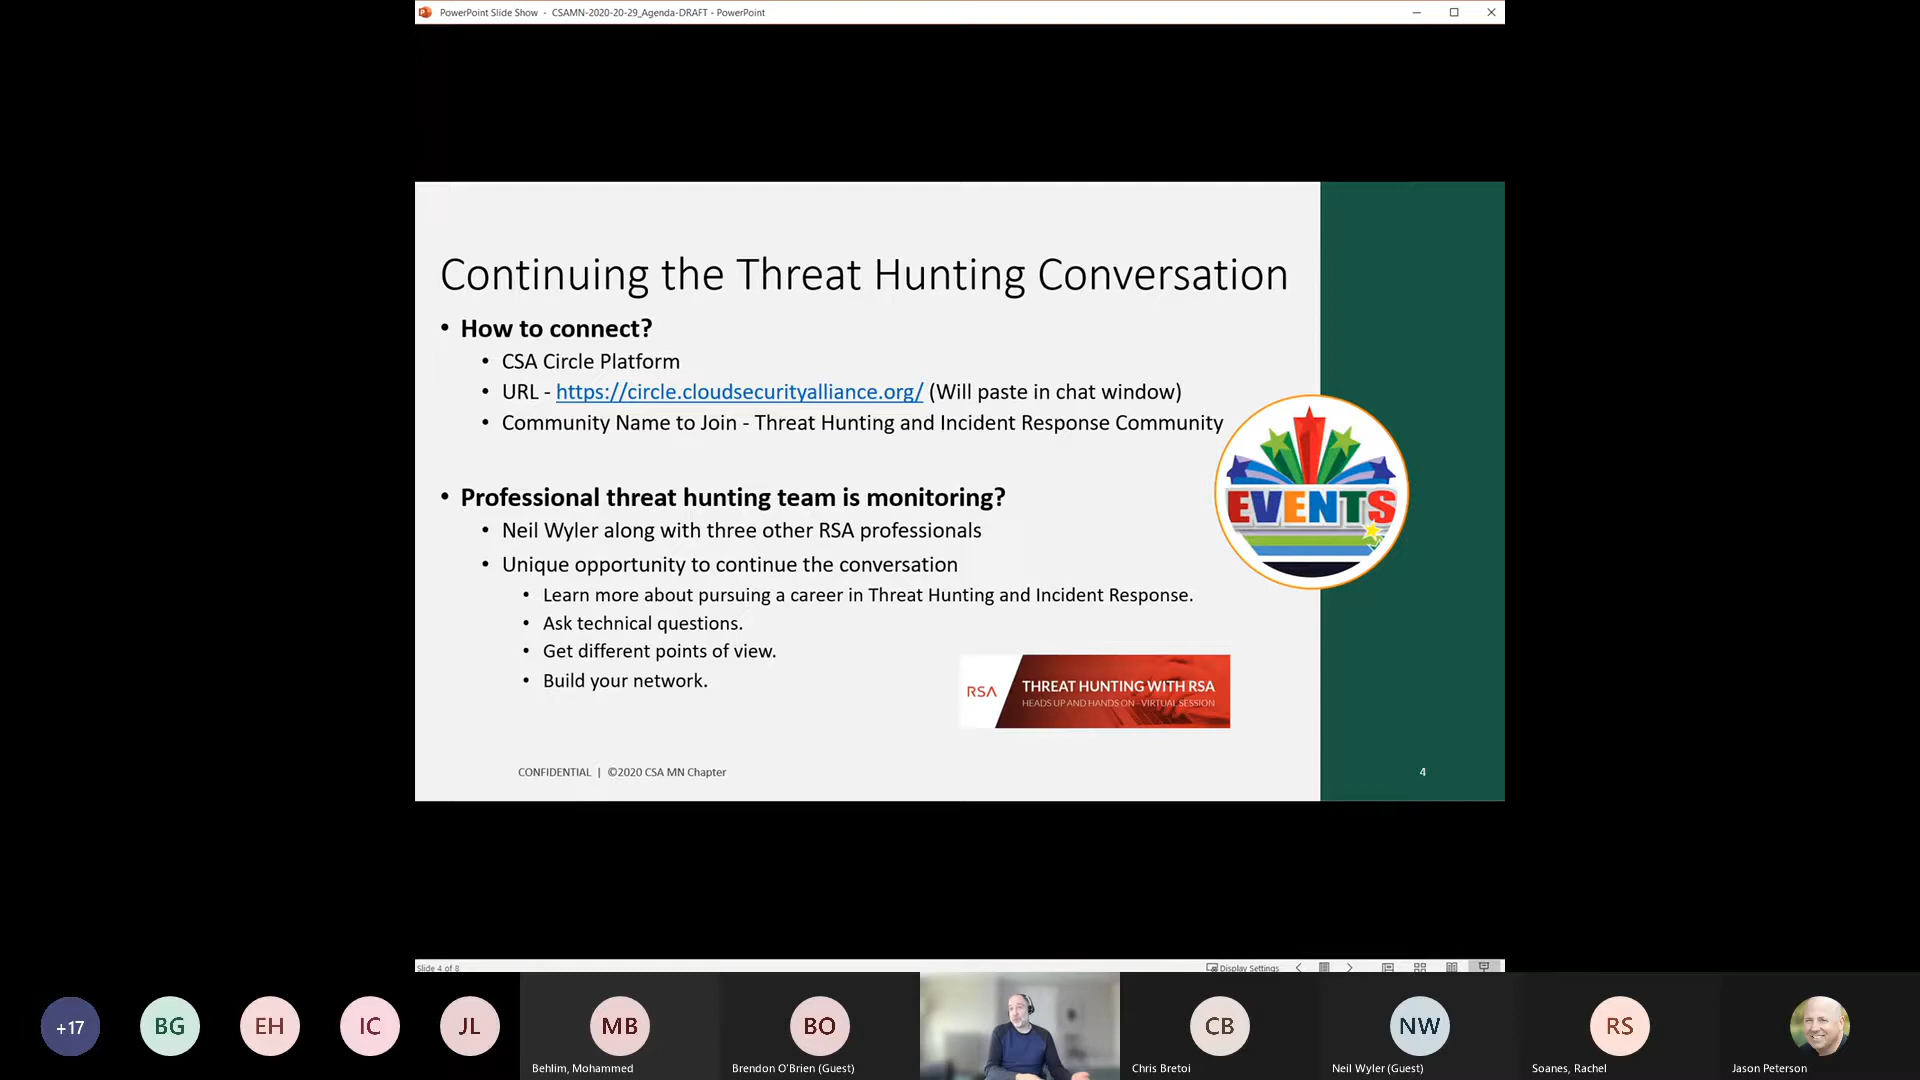 PowerPoint Slide Show - CSAMN-2020-20-29_Agenda-DRAFT - PowerPoint
Continuing the Threat Hunting Conversation
• How to connect?
• CSA Circle Platform
• URL - https://circle.cloudsecurityalliance.org/ (Will paste in chat window)
• Community Name to Join - Threat Hunting and Incident Response Community
EVENTS
• Professional threat hunting team is monitoring?
• Neil Wyler along with three other RSA professionals
• Unique opportunity to continue the conversation
• Learn more about pursuing a career in Threat Hunting and Incident Response.
• Ask technical questions.
• Get different points of view.
• Build your network.
RSA
THREAT HUNTING WITH RSA
HEADS UP AND HANDS ON - VIRTUAL SESSION
CONFIDENTIAL | ©2020 CSA MN Chapter
4
Slide 4 of 8
Display Settings
+17
BG
EH
IC
JL
MB
BO
CB
NW
RS
Behlim, Mohammed
Brendon O'Brien (Guest)
Chris Bretoi
Neil Wyler (Guest)
Soanes, Rachel
Jason Peterson